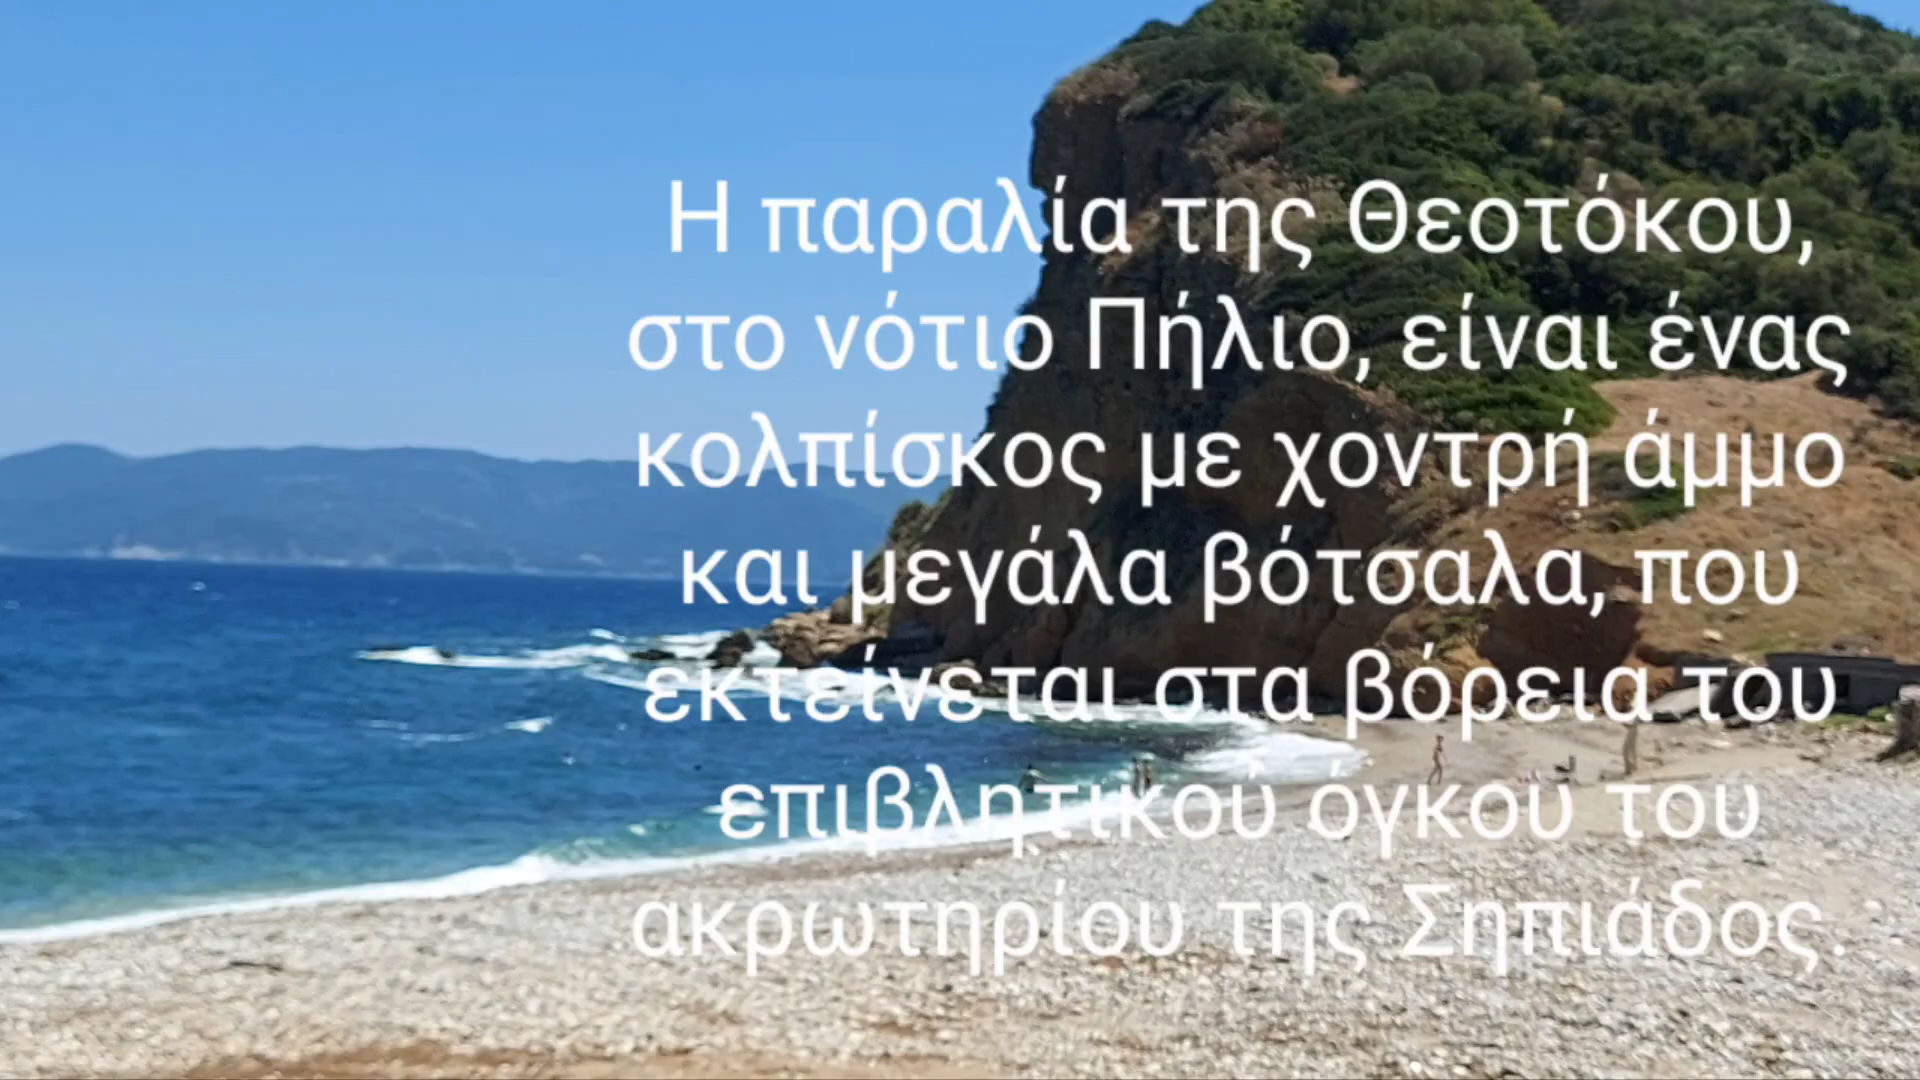 Η παραλία της Θεοτόκου,
στο νότιο Πήλιο, είναι ένας
κολπίσκος με χοντρή άμμο
και μεγάλα βότσαλα, που
εκτείνεται στα βόρεια του
επιβλητικού όγκου του
ακρωτηρίου της Σηπιάδος.